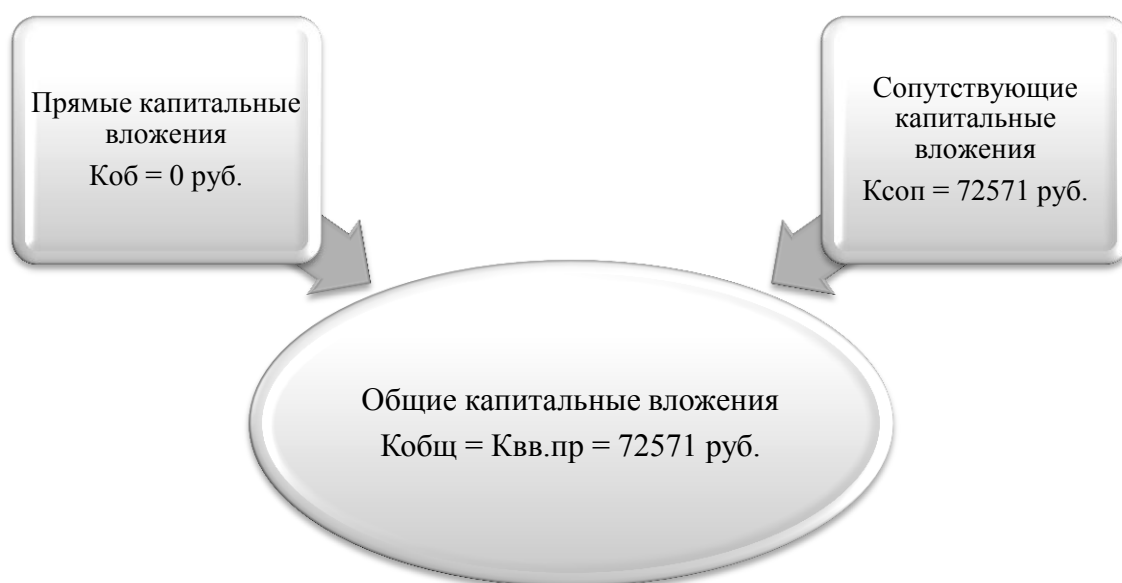 Прямые капитальные
вложения
Коб = 0 руб.
Сопутствующие
капитальные
вложения
Ксоп = 72571 руб.
Общие капитальные вложения
Кобщ = Квв.пр = 72571 руб.